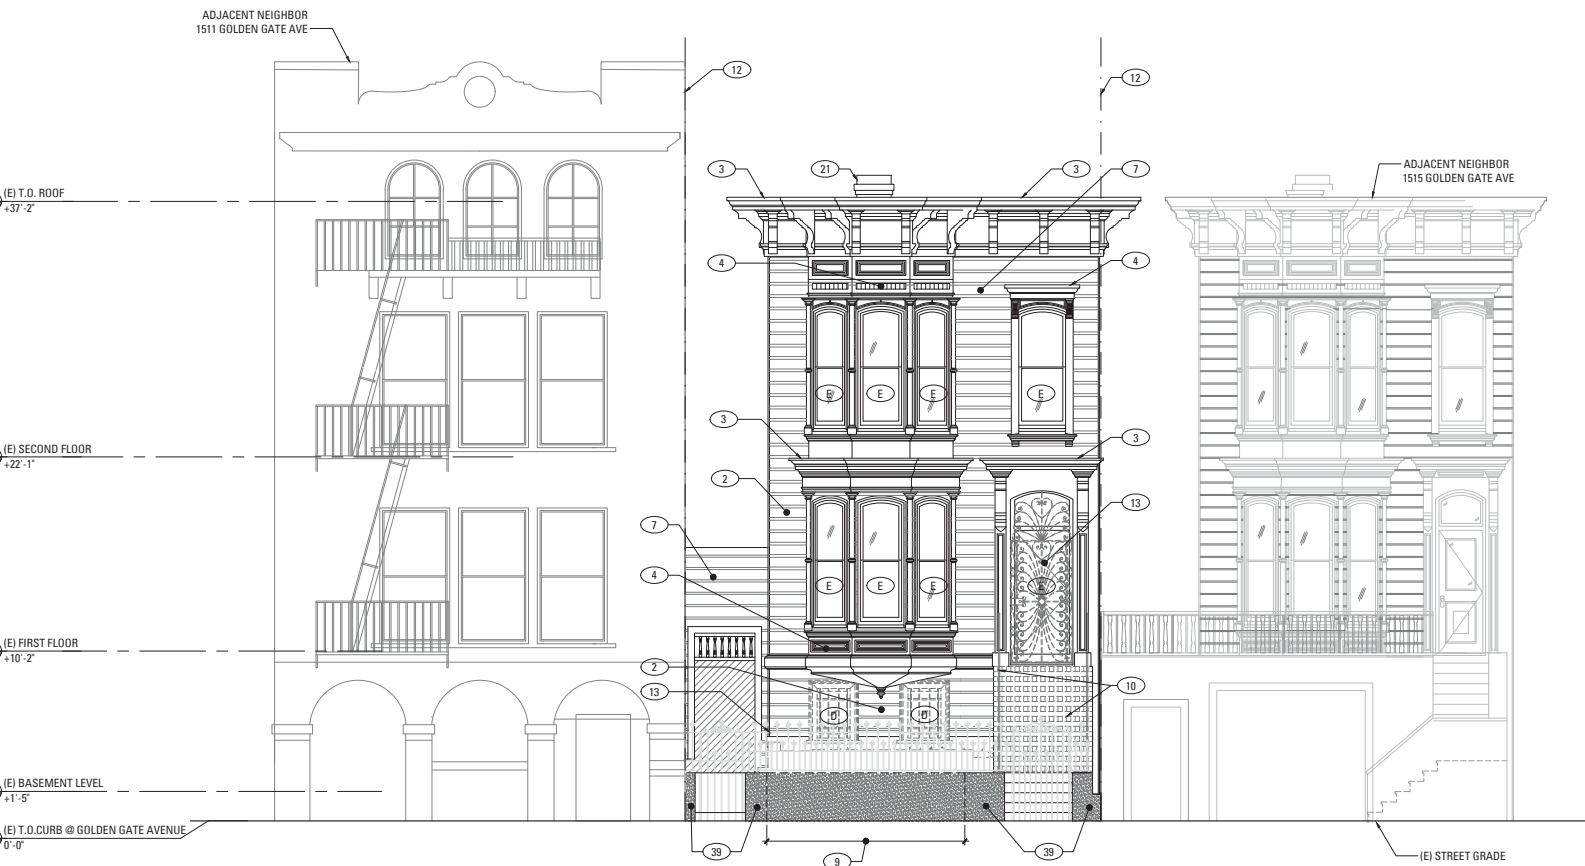 ADJACENT NEIGHBOR
1511 GOLDEN GATE AVE
12
12
3
21
3
7
ADJACENT NEIGHBOR
1515 GOLDEN GATE AVE
(E) T.O. ROOF
+37'-2"
4
4
E
E
E
E
3
3
(E) SECOND FLOOR
+22'-1"
2
13
7
4
E
E
E
E
(E) FIRST FLOOR
+10'-2"
2
13
10
D
D
(E) BASEMENT LEVEL
+1'-5"
(E) T.O.CURB @ GOLDEN GATE AVENUE
0'-0"
39
9
39
(E) STREET GRADE